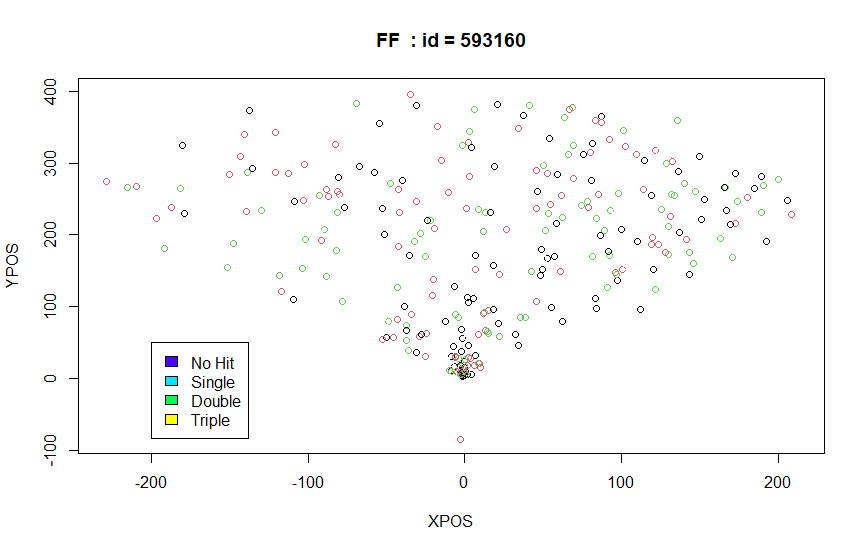 FF : id = 593160
400
300
200
100
0
-100
YPOS
No Hit
Single
Double
Triple
-200 -100 0 100 200
XPOS